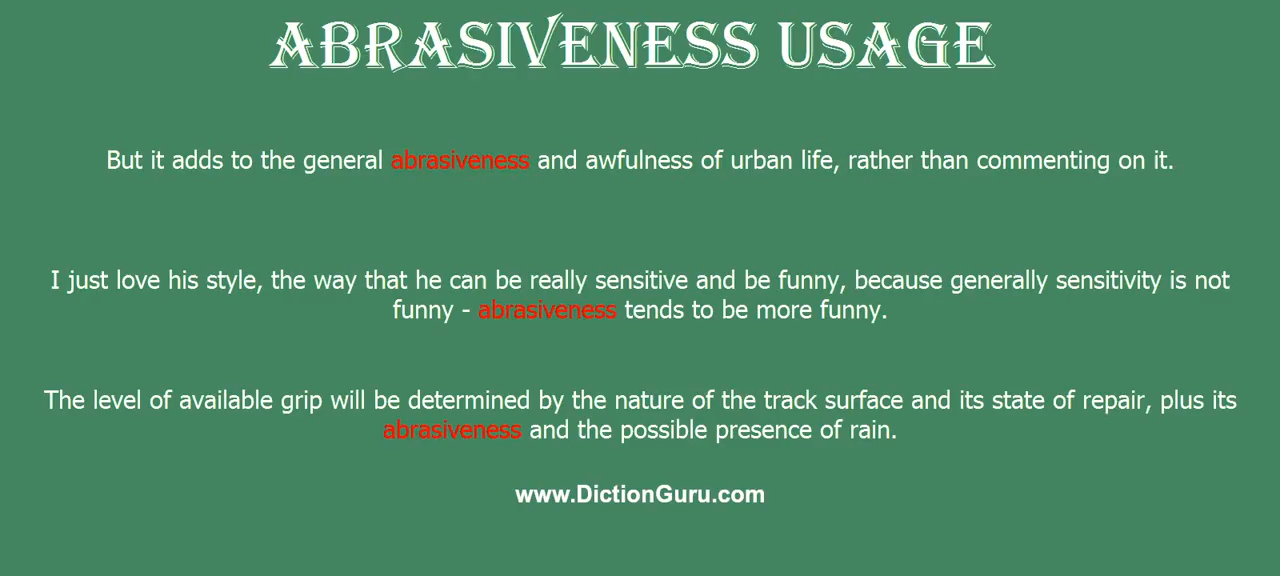 ABRASIVENESS USAGE
But it adds to the general abrasiveness and awfulness of urban life, rather than commenting on it.
I just love his style, the way that he can be really sensitive and be funny, because generally sensitivity is not
funny - abrasiveness tends to be more funny.
The level of available grip will be determined by the nature of the track surface and its state of repair, plus its
abrasiveness and the possible presence of rain.
www.DictionGuru.com